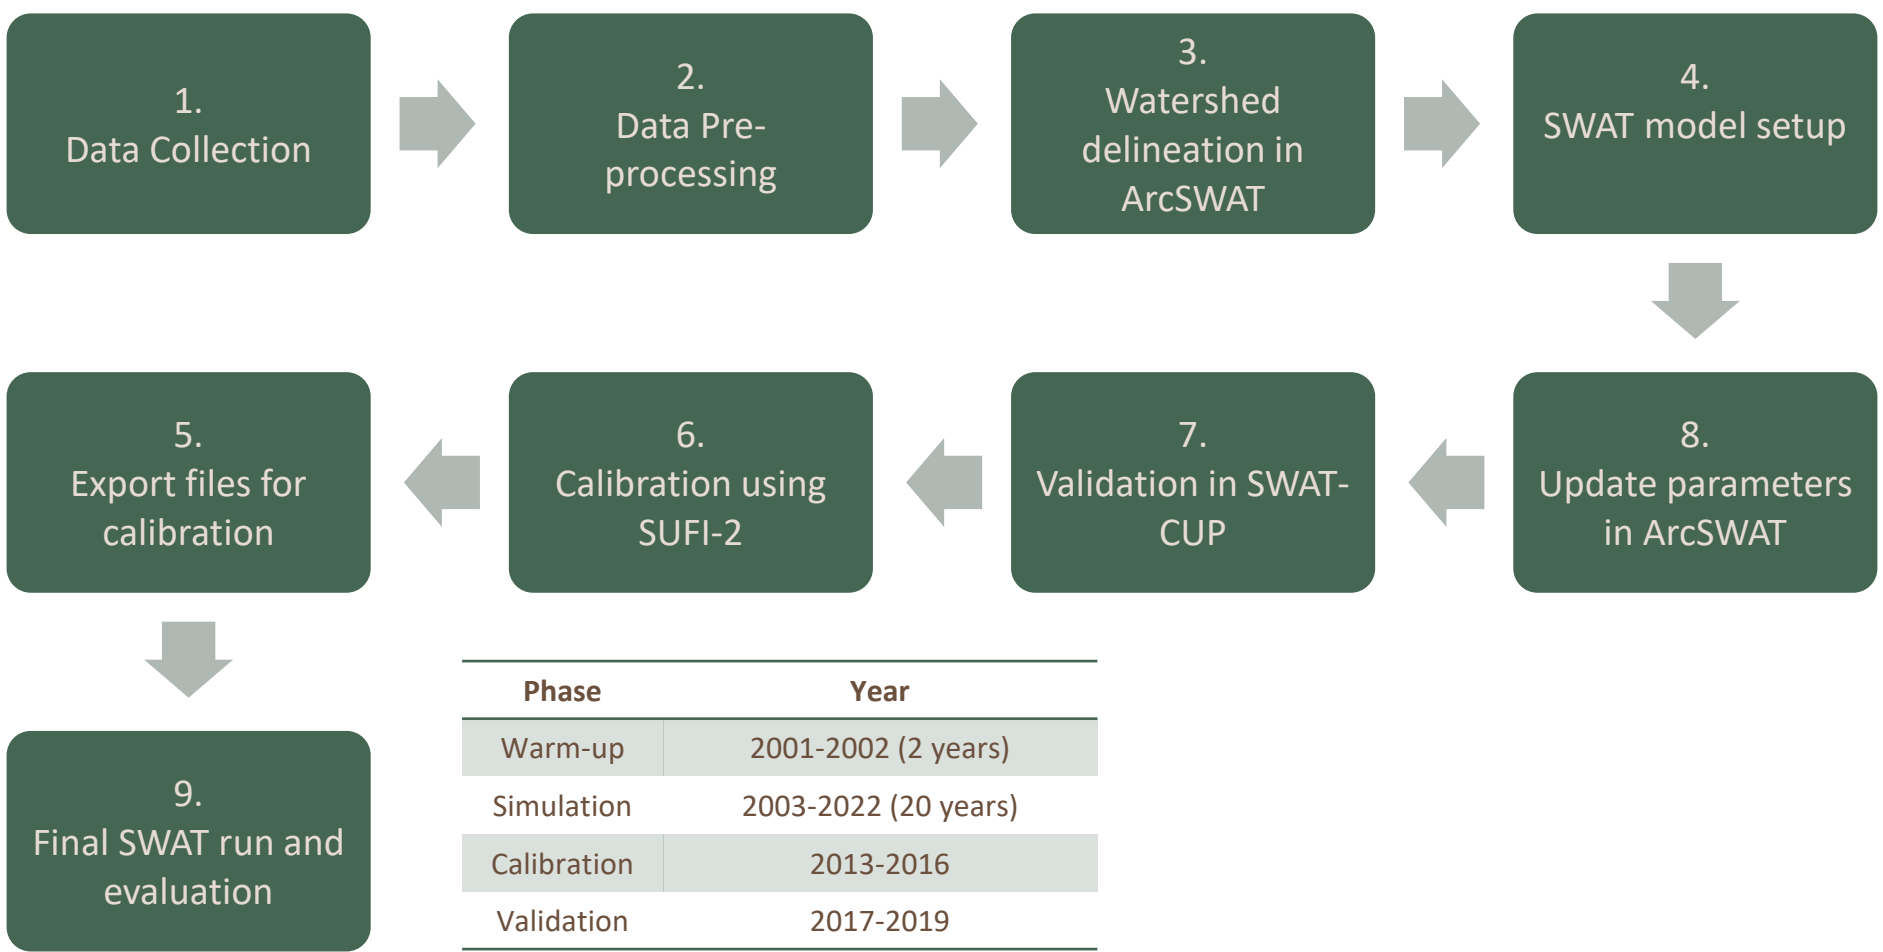 1.
Data Collection
2.
Data Pre-
processing
3.
Watershed
delineation in
ArcSWAT
4.
SWAT model setup
5.
Export files for
calibration
6.
Calibration using
SUFI-2
7.
Validation in SWAT-
CUP
8.
Update parameters
in ArcSWAT
9.
Final SWAT run and
evaluation
Phase Year
Warm-up 2001-2002 (2 years)
Simulation 2003-2022 (20 years)
Calibration 2013-2016
Validation 2017-2019